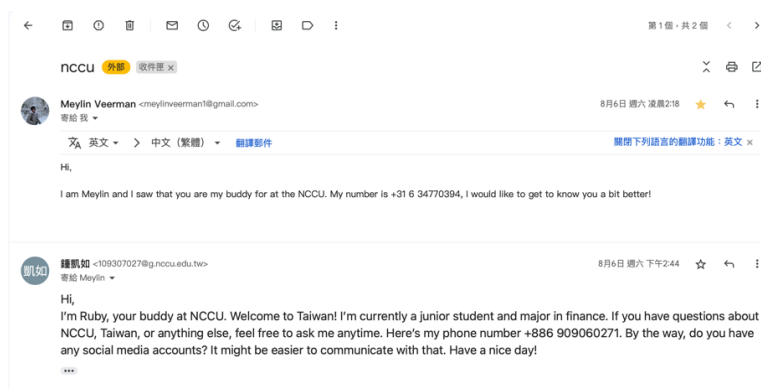 第 1 個，共 2 個
nccu 外部 收件匣 ×
Meylin Veerman <meylinveerman1@gmail.com> 8月6日 週六 凌晨2:18
寄給 我
英文 > 中文（繁體） 翻譯郵件 關閉下列語言的翻譯功能：英文 ×
Hi,
I am Meylin and I saw that you are my buddy for at the NCCU. My number is +31 6 34770394, I would like to get to know you a bit better!
凱如
鍾凱如 <109307027@g.nccu.edu.tw> 8月6日 週六 下午2:44
寄給 Meylin
Hi,
I'm Ruby, your buddy at NCCU. Welcome to Taiwan! I'm currently a junior student and major in finance. If you have questions about
NCCU, Taiwan, or anything else, feel free to ask me anytime. Here's my phone number +886 909060271. By the way, do you have
any social media accounts? It might be easier to communicate with that. Have a nice day!